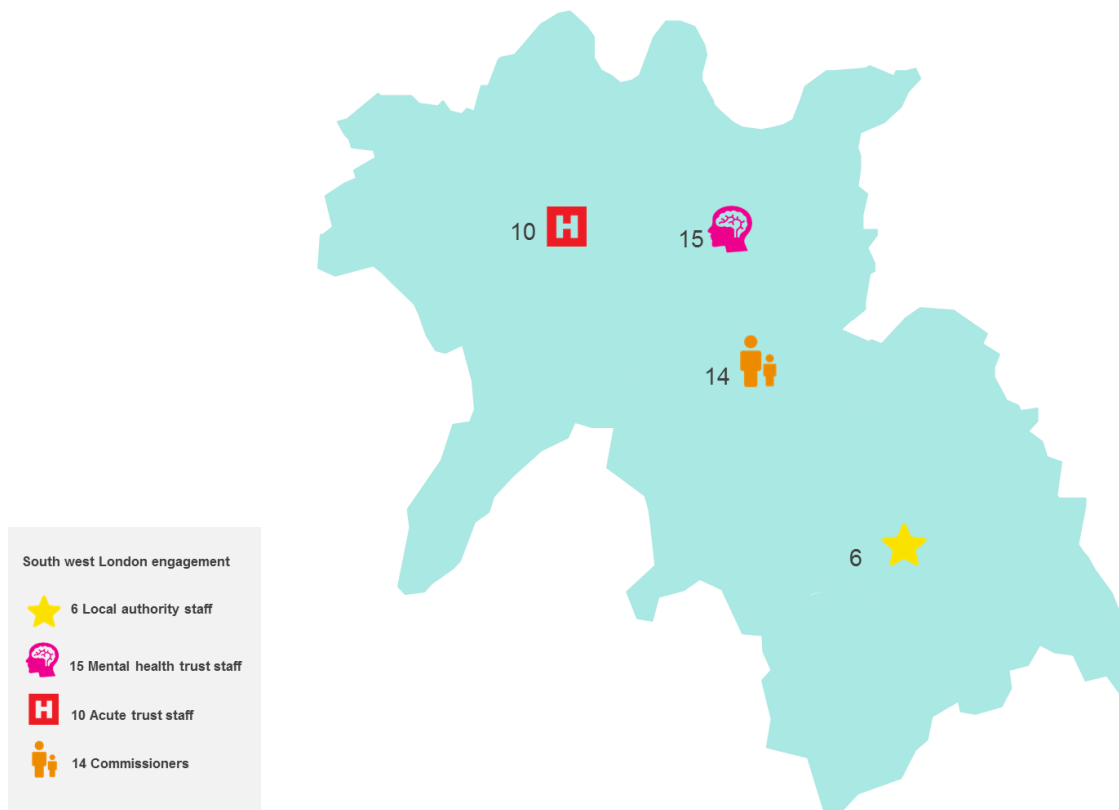 10
H
15
14
6
South west London engagement
6 Local authority staff
15 Mental health trust staff
H
10 Acute trust staff
14 Commissioners